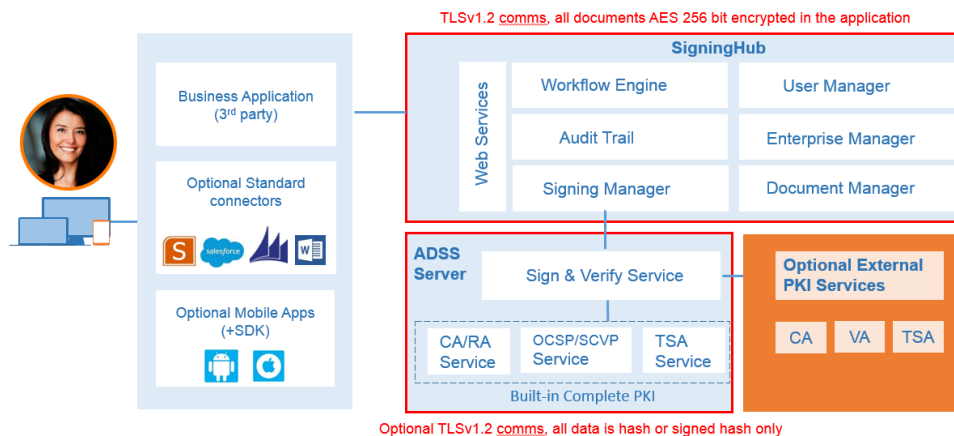 TLSv1.2 comms, all documents AES 256 bit encrypted in the application
Business Application
(3rd party)
Optional Standard
connectors
S
salesforce
W
Optional Mobile Apps
(+SDK)
SigningHub
Web Services
Workflow Engine
User Manager
Audit Trail
Enterprise Manager
Signing Manager
Document Manager
ADSS
Server
Sign & Verify Service
CA/RA
Service
OCSP/SCVP
Service
TSA
Service
Built-in Complete PKI
Optional External
PKI Services
CA
VA
TSA
Optional TLSv1.2 comms, all data is hash or signed hash only